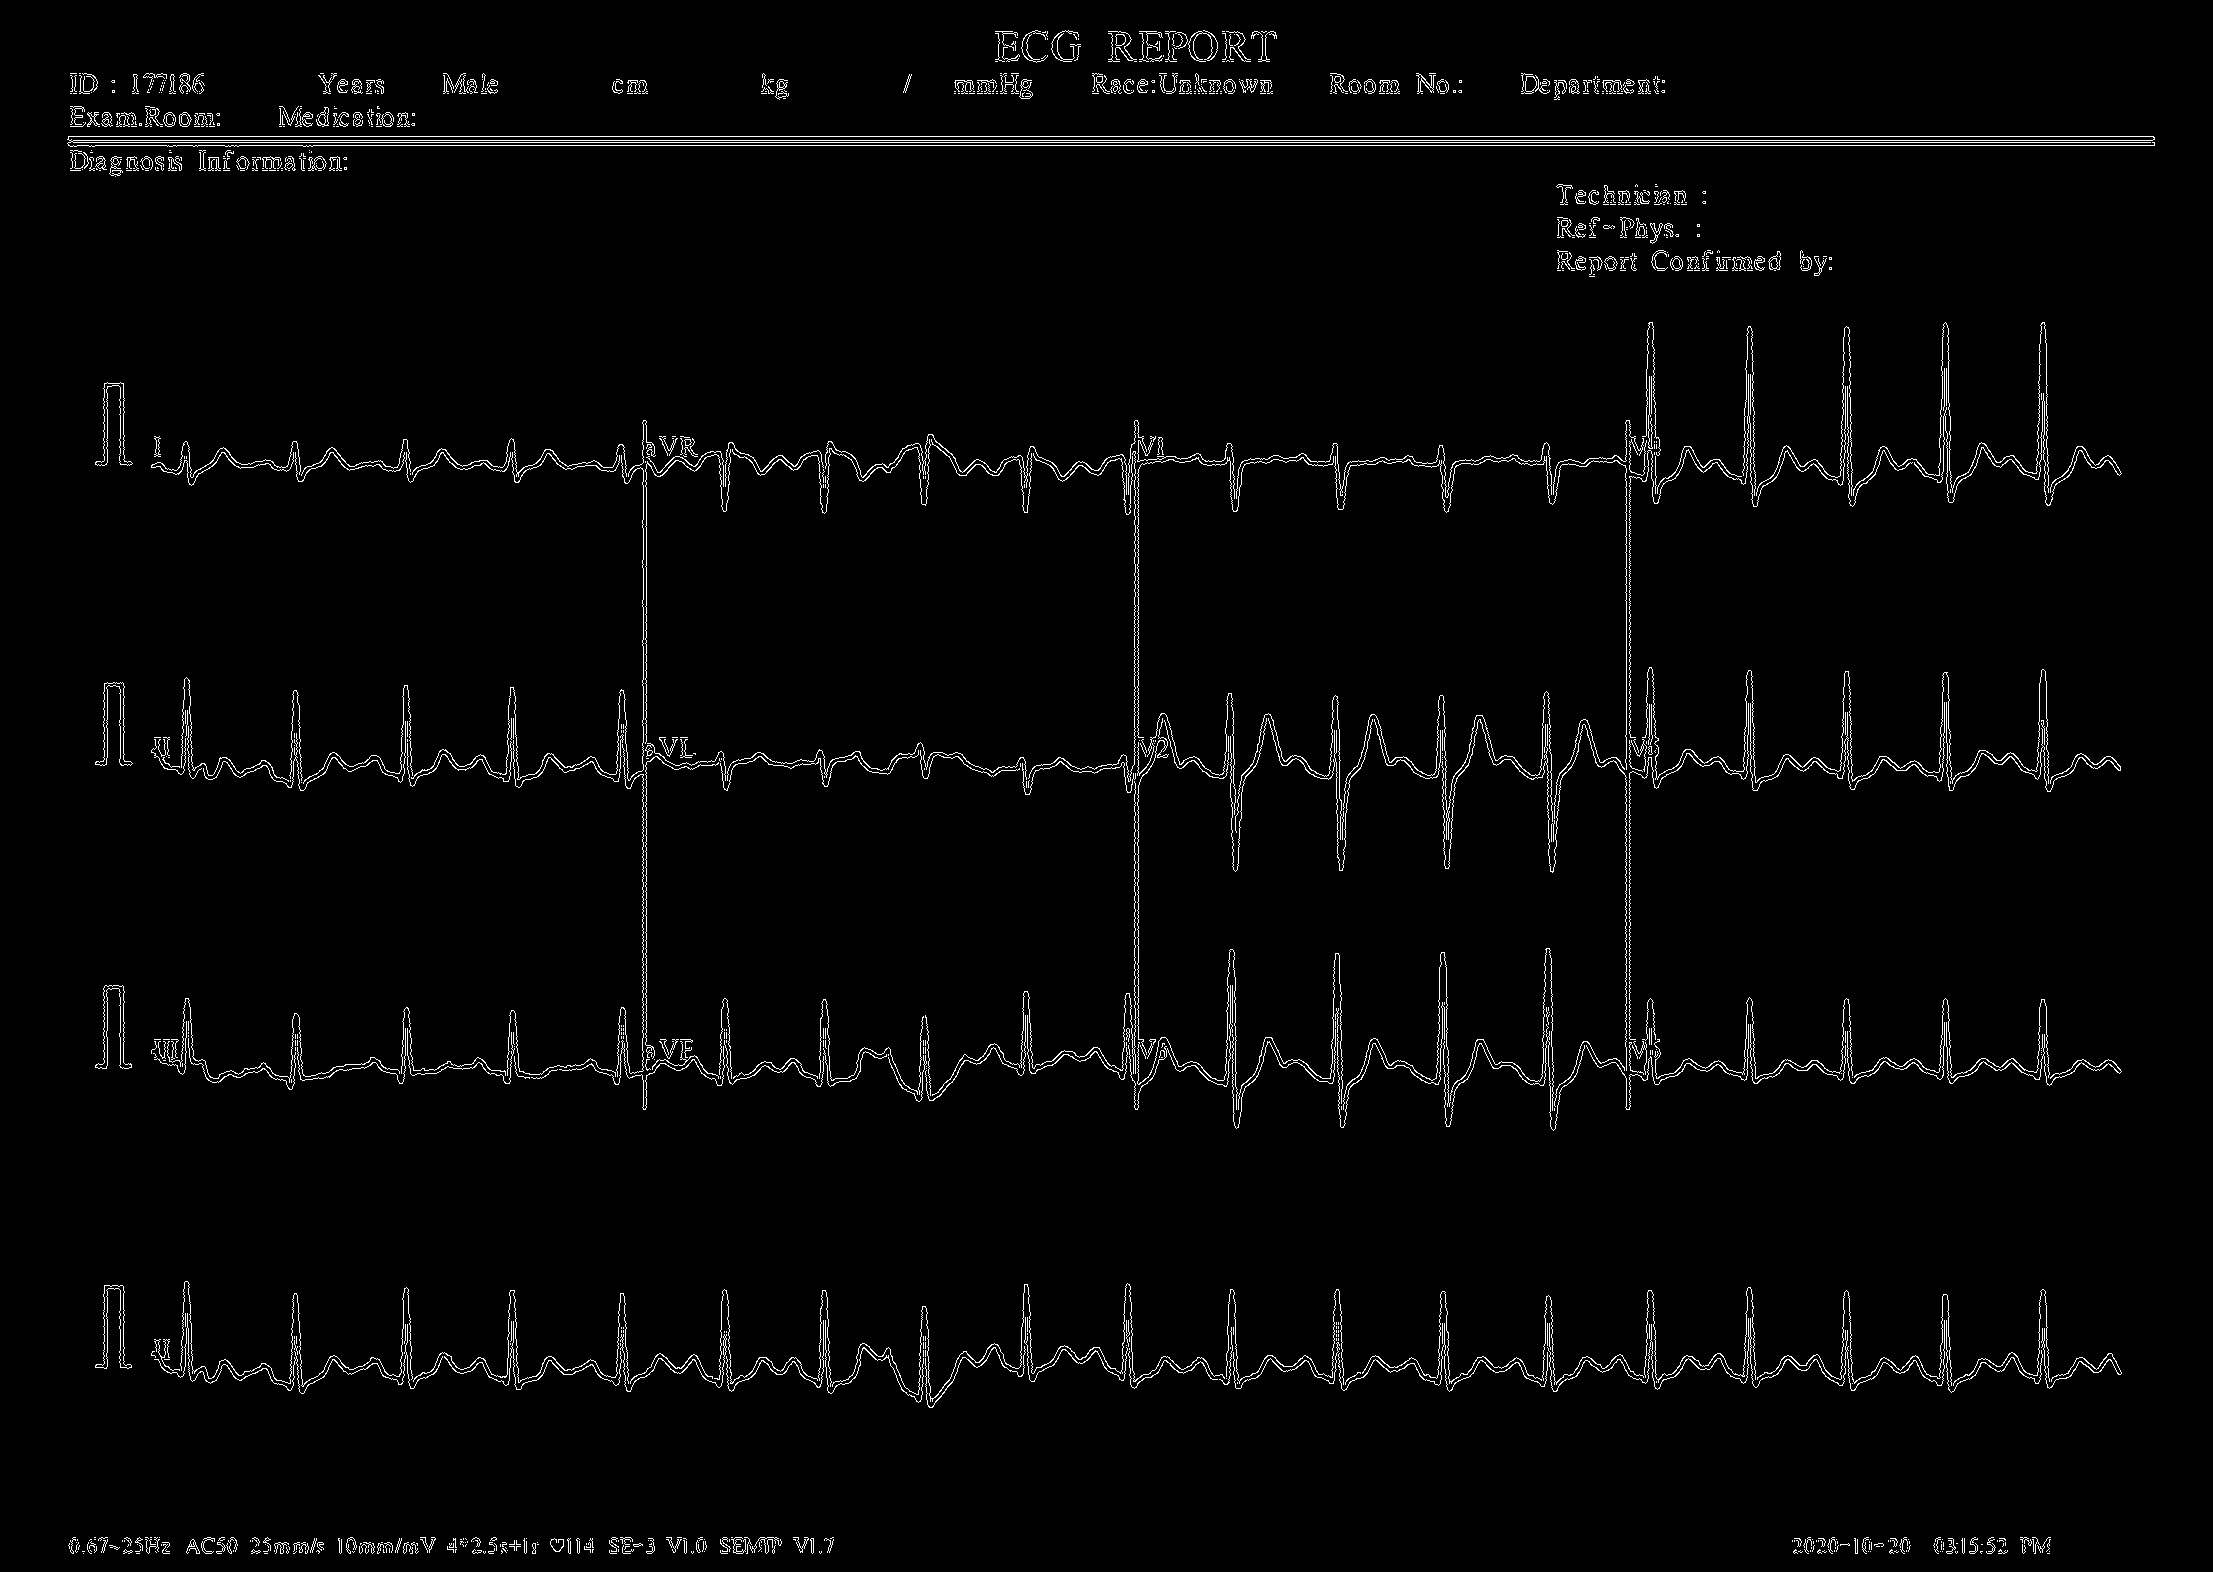 ECG REPORT
ID : 177186 Years Male cm kg / mmHg Race:Unknown Room No.: Department:
Exam.Room: Medication:
Diagnosis Information:
Technician :
Ref-Phys. :
Report Confirmed by:
I aVR V1 V4
II aVL V2 V5
III aVF V3 V6
II
0.67~25Hz AC50 25mm/s 10mm/mV 4*2.5s+1r ♡114 SE-3 V1.0 SEMIP V1.7 2020-10-20 03:15:52 PM